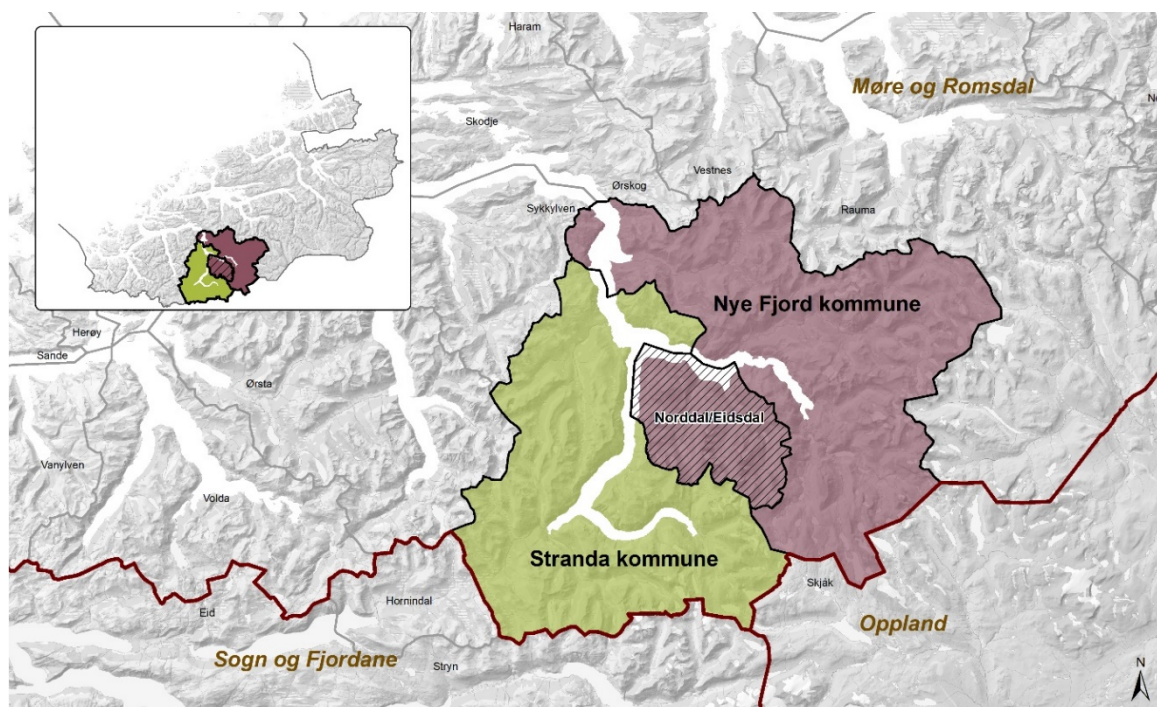 Haram
Møre og Romsdal
Skodje
Vestnes
Ørskog
Sykkylven
Rauma
Nye Fjord kommune
Herøy
Sande
Ørsta
Norddal/Eidsdal
Vanylven
Volda
Stranda kommune
Skjåk
Hornindal
Eid
Oppland
Sogn og Fjordane
Stryn
N